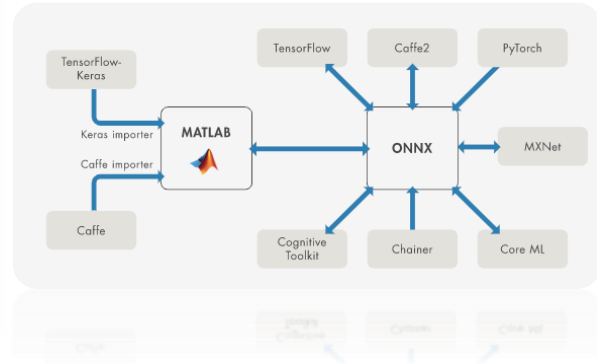 TensorFlow
Caffe2
PyTorch
TensorFlow-
Keras
Keras importer
MATLAB
ONNX
MXNet
Caffe importer
Caffe
Cognitive
Toolkit
Chainer
Core ML